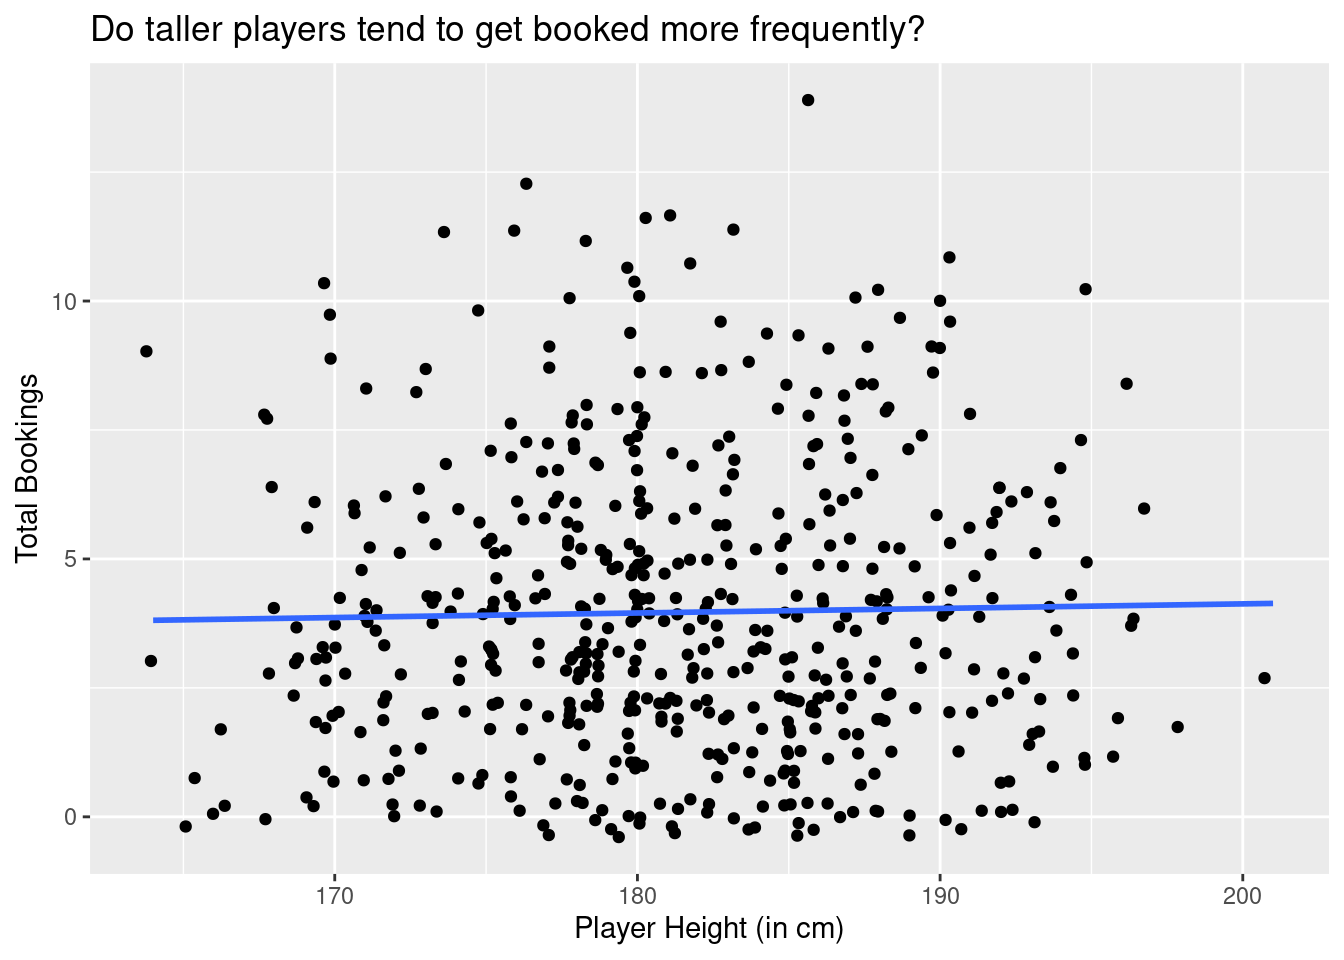 Do taller players tend to get booked more frequently?
Total Bookings
10
5
0
170 180 190 200
Player Height (in cm)